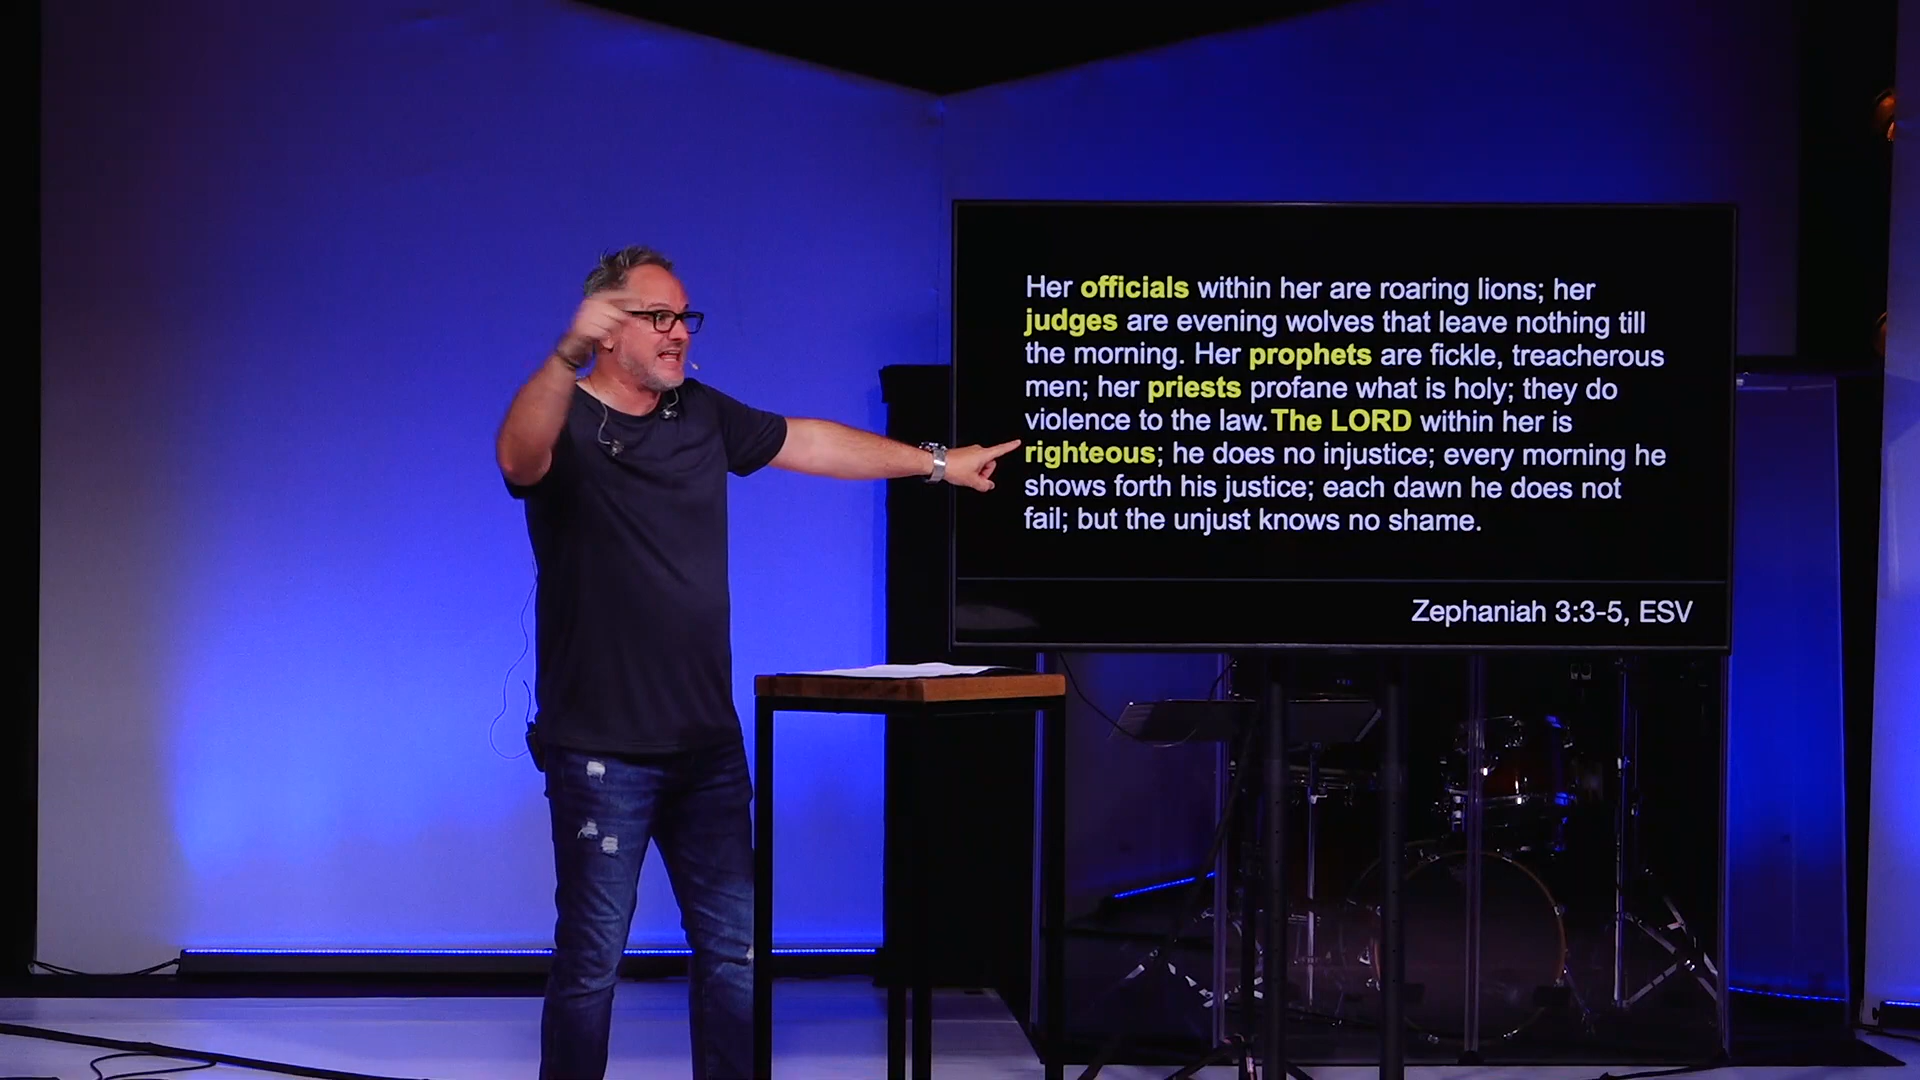 Her officials within her are roaring lions; her
judges are evening wolves that leave nothing till
the morning. Her prophets are fickle, treacherous
men; her priests profane what is holy; they do
violence to the law. The LORD within her is
righteous; he does no injustice; every morning he
shows forth his justice; each dawn he does not
fail; but the unjust knows no shame.
Zephaniah 3:3-5, ESV